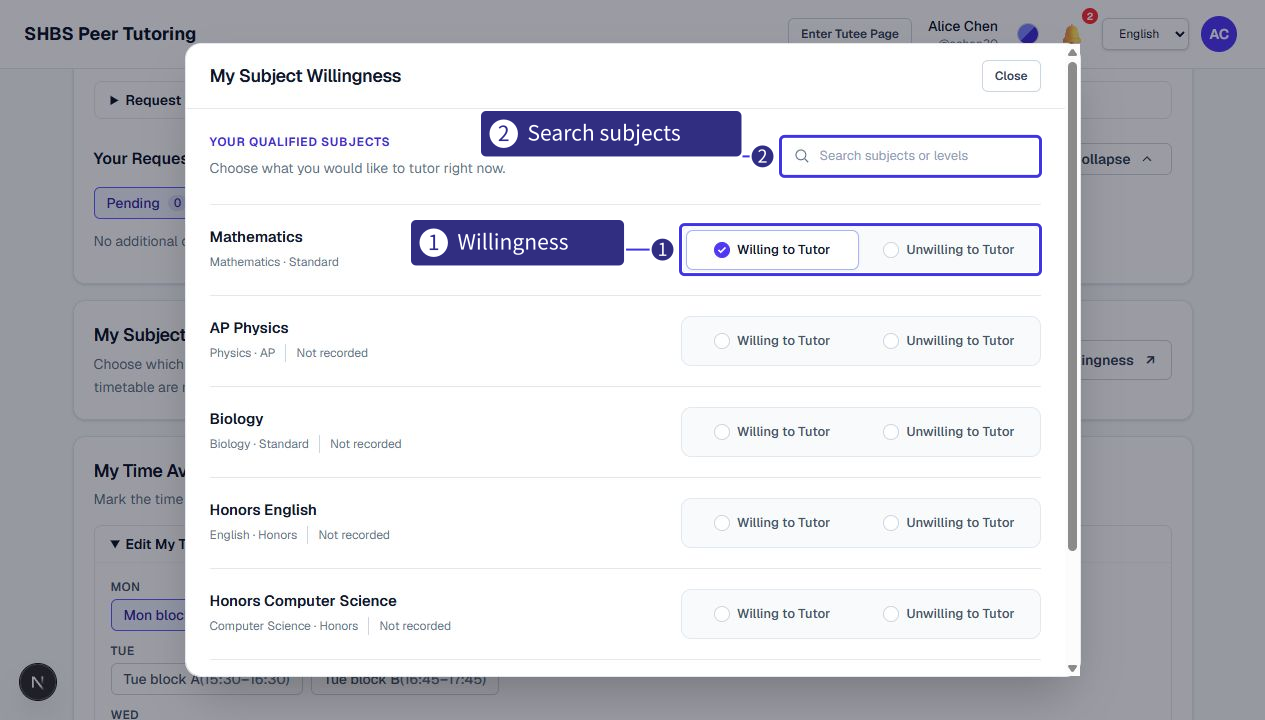 SHBS Peer Tutoring
Enter Tutee Page
Alice Chen
2
English
AC
My Subject Willingness
Close
YOUR QUALIFIED SUBJECTS
Choose what you would like to tutor right now.
2 Search subjects
2
Search subjects or levels
Mathematics
Mathematics · Standard
1 Willingness
1
Willing to Tutor
Unwilling to Tutor
AP Physics
Physics · AP
Not recorded
Willing to Tutor
Unwilling to Tutor
Biology
Biology · Standard
Not recorded
Willing to Tutor
Unwilling to Tutor
Honors English
English · Honors
Not recorded
Willing to Tutor
Unwilling to Tutor
Honors Computer Science
Computer Science · Honors
Not recorded
Willing to Tutor
Unwilling to Tutor
Request
Your Reques
ollapse
Pending 0
No additional
My Subject
Choose which
timetable are
ingness
My Time Av
Mark the time
Edit My T
MON
Mon bloc
TUE
Tue block A(15:30–16:30)
Tue block B(16:45–17:45)
WED
N